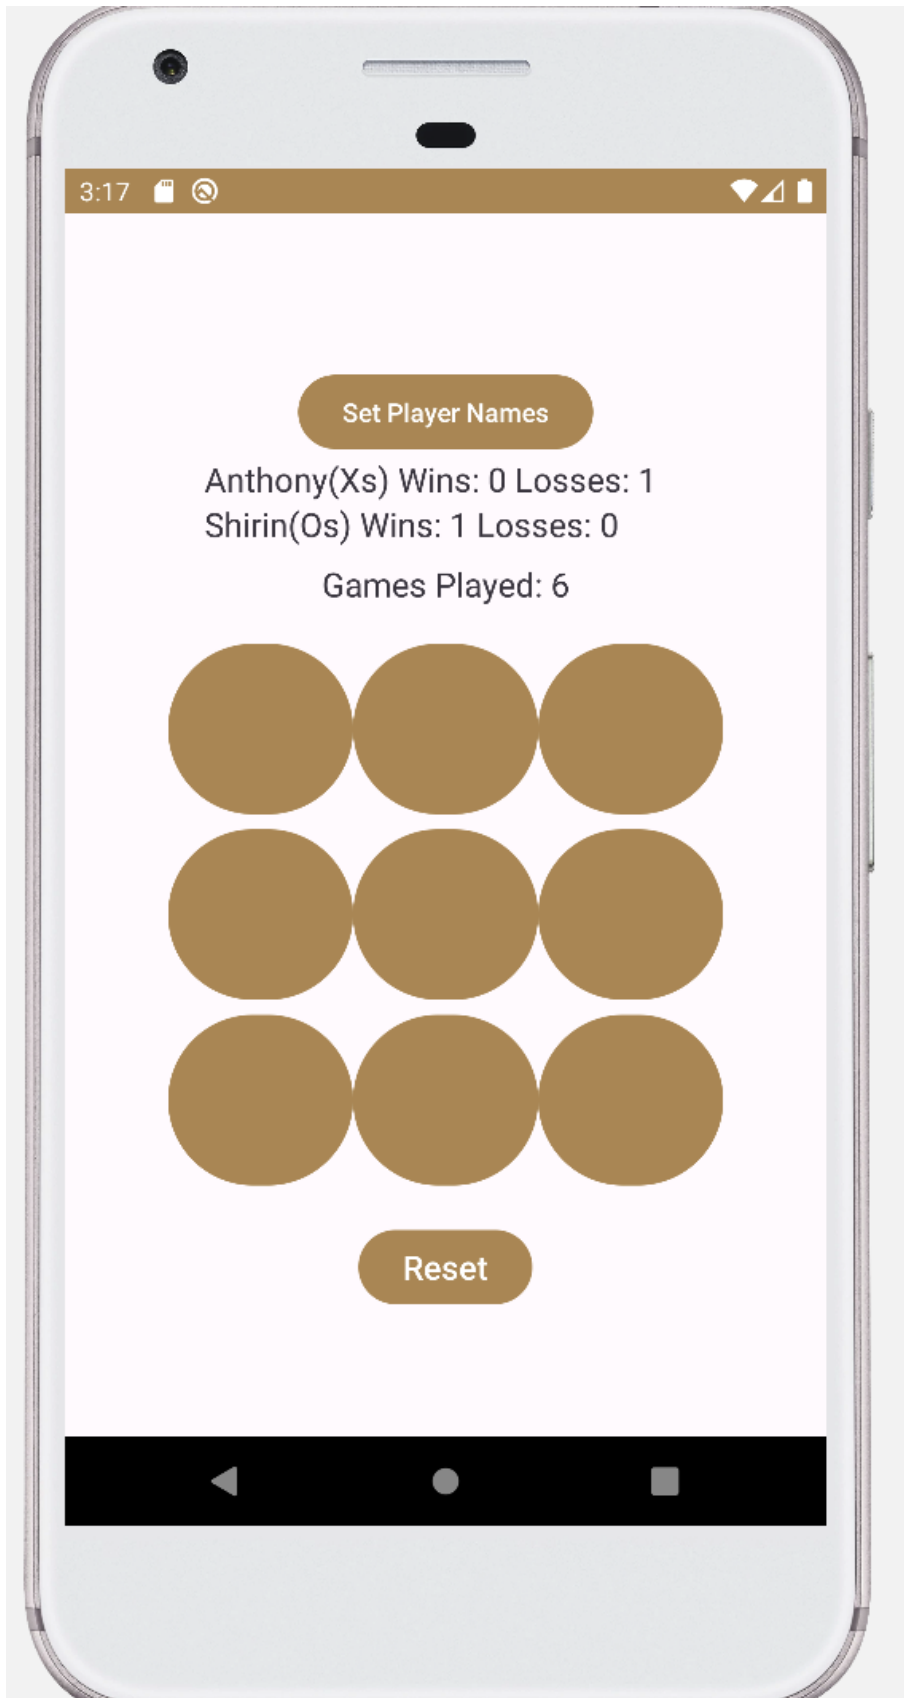 3:17
Set Player Names
Anthony(Xs) Wins: 0 Losses: 1
Shirin(Os) Wins: 1 Losses: 0
Games Played: 6
Reset